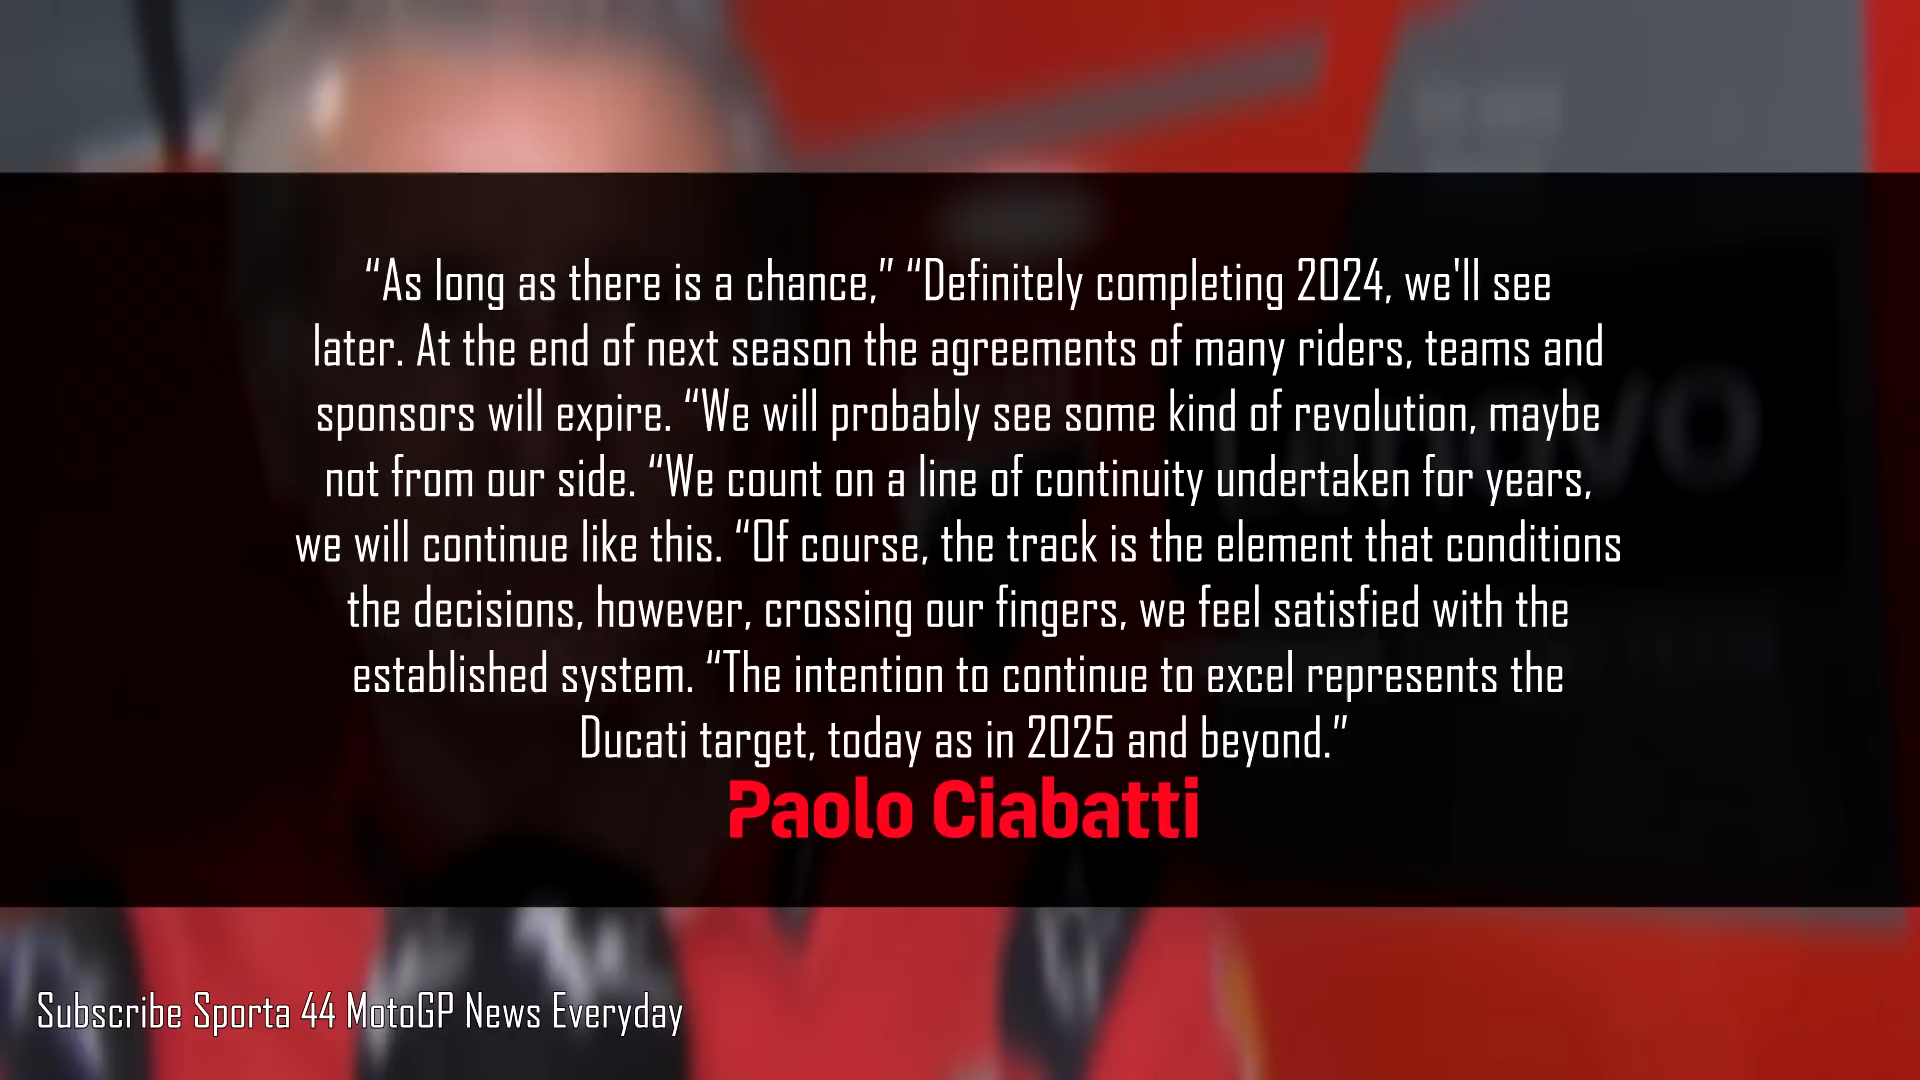 “As long as there is a chance,” “Definitely completing 2024, we'll see
later. At the end of next season the agreements of many riders, teams and
sponsors will expire. “We will probably see some kind of revolution, maybe
not from our side. “We count on a line of continuity undertaken for years,
we will continue like this. “Of course, the track is the element that conditions
the decisions, however, crossing our fingers, we feel satisfied with the
established system. “The intention to continue to excel represents the
Ducati target, today as in 2025 and beyond.”
Paolo Ciabatti
Subscribe Sporta 44 MotoGP News Everyday